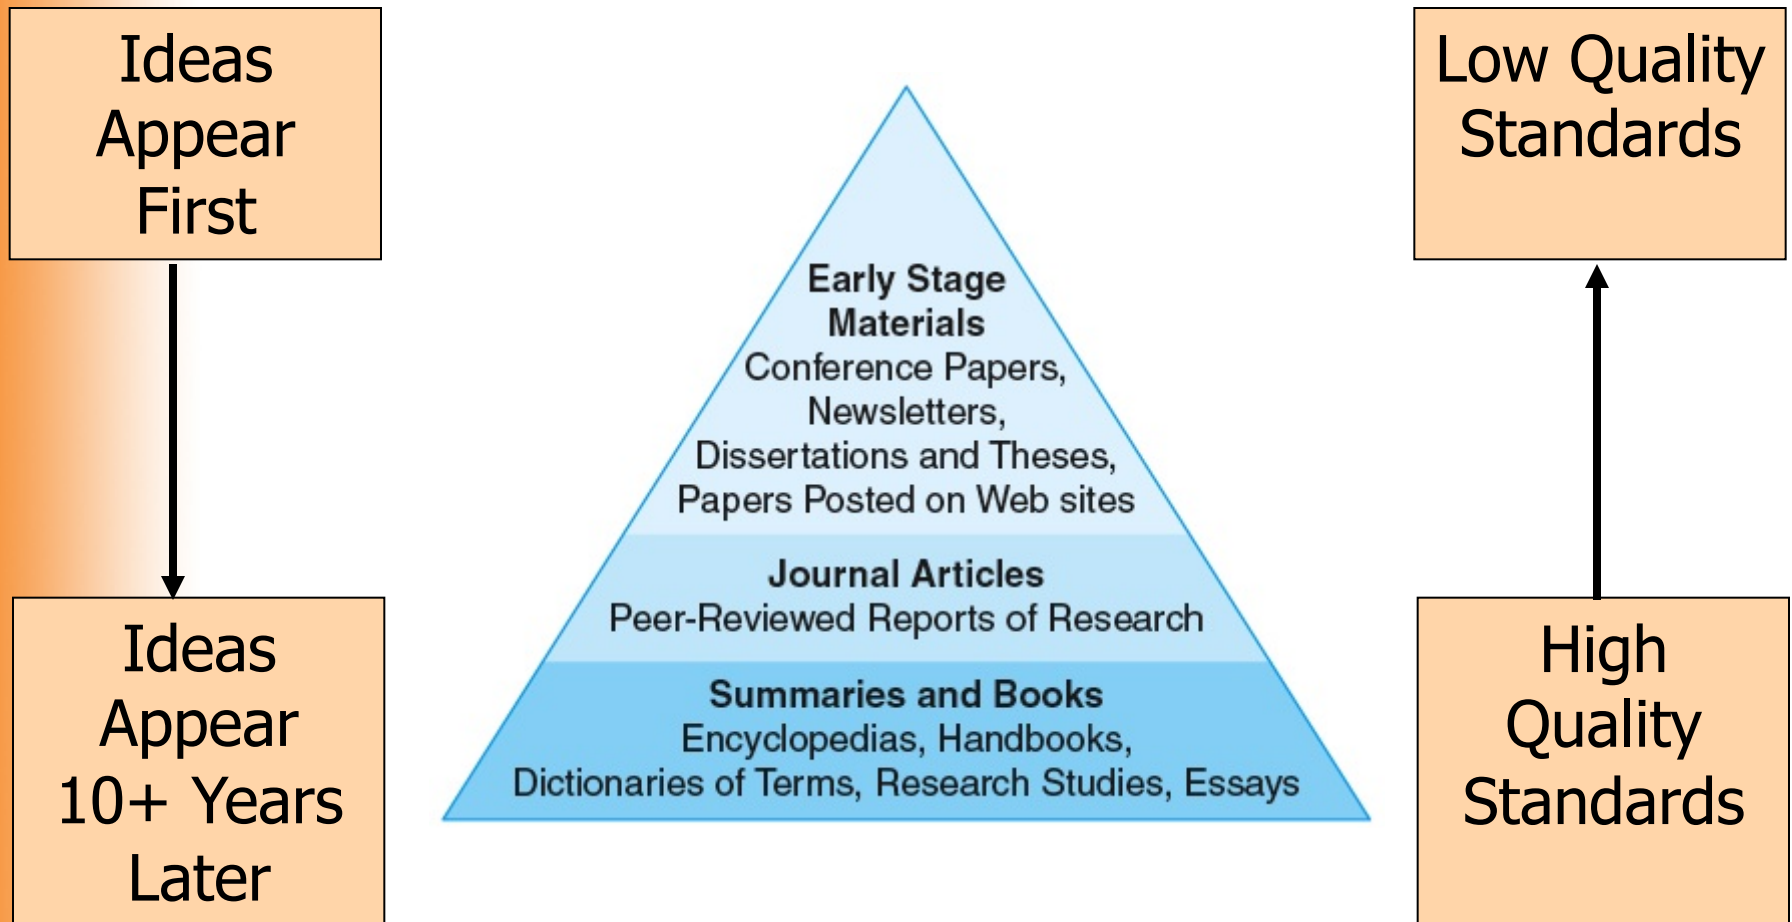 Ideas
Appear
First
Low Quality
Standards
Early Stage
Materials
Conference Papers,
Newsletters,
Dissertations and Theses,
Papers Posted on Web sites
Journal Articles
Peer-Reviewed Reports of Research
Summaries and Books
Encyclopedias, Handbooks,
Dictionaries of Terms, Research Studies, Essays
Ideas
Appear
10+ Years
Later
High
Quality
Standards